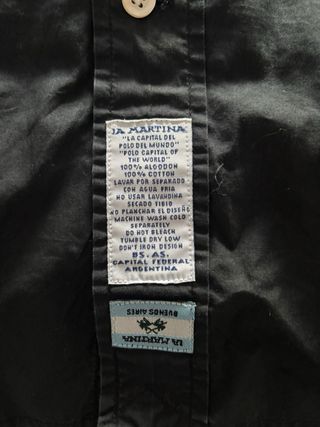 LA MARTINA
"LA CAPITAL DEL
POLO DEL MUNDO"
"POLO CAPITAL OF
THE WORLD"
100% ALGODON
100% COTTON
LAVAR POR SEPARADO
CON AGUA FRIA
NO USAR LAVANDINA
SECADO TIBIO
NO PLANCHAR EL DISEÑO
MACHINE WASH COLD
SEPARATELY
DO NOT BLEACH
TUMBLE DRY LOW
DON'T IRON DESIGN
BS. AS.
CAPITAL FEDERAL
ARGENTINA
LA MARTINA
BUENOS AIRES